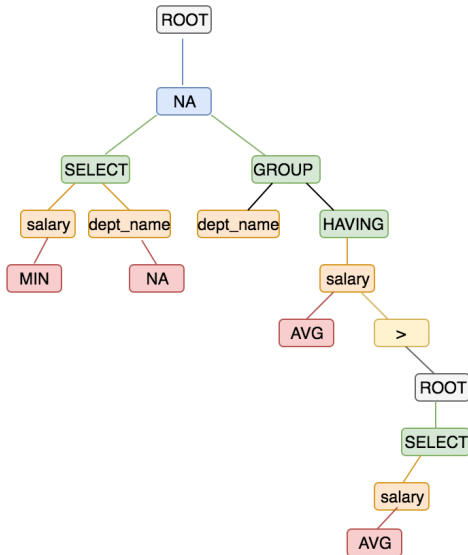 ROOT
NA
SELECT GROUP
salary dept_name dept_name HAVING
MIN NA salary
AVG >
ROOT
SELECT
salary
AVG